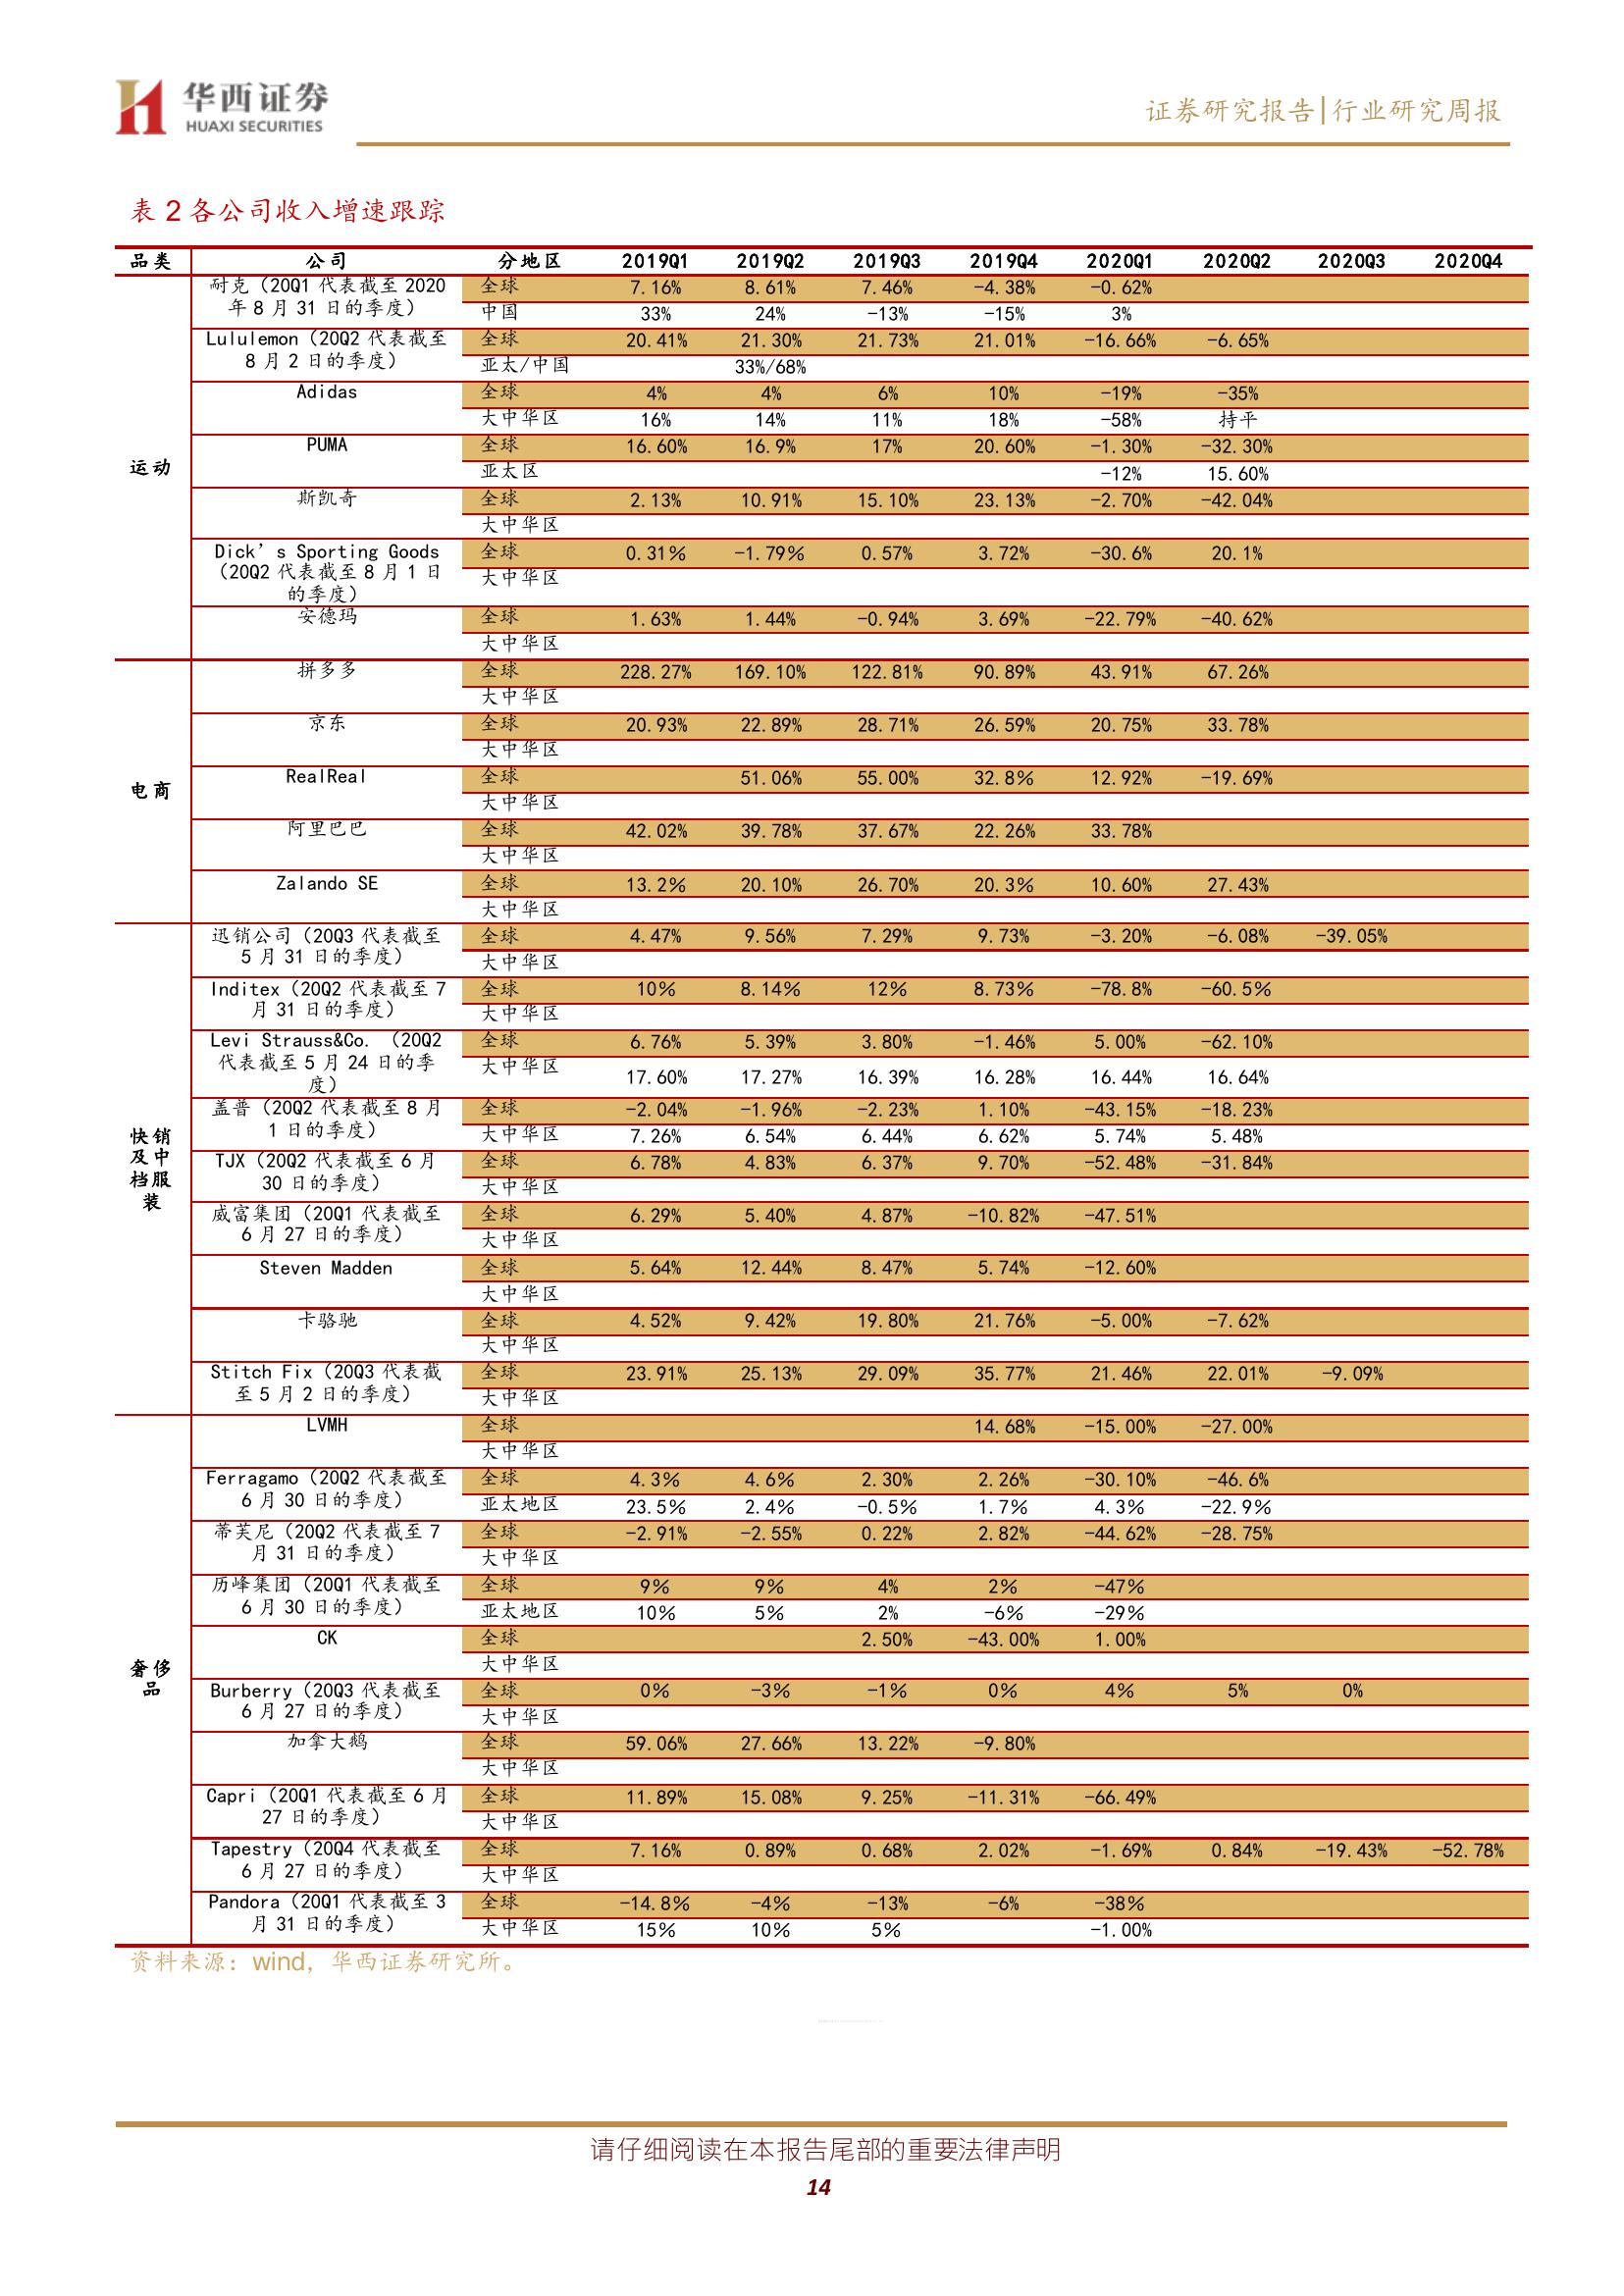 华西证券
HUAXI SECURITIES
证券研究报告|行业研究周报
表 2 各公司收入增速跟踪
品类 公司 分地区 2019Q1 2019Q2 2019Q3 2019Q4 2020Q1 2020Q2 2020Q3 2020Q4
运动
耐克（20Q1 代表截至 2020
年 8 月 31 日的季度）
全球 7.16% 8.61% 7.46% -4.38% -0.62%
中国 33% 24% -13% -15% 3%
Lululemon（20Q2 代表截至
8 月 2 日的季度）
全球 20.41% 21.30% 21.73% 21.01% -16.66% -6.65%
亚太/中国 33%/68%
Adidas
全球 4% 4% 6% 10% -19% -35%
大中华区 16% 14% 11% 18% -58% 持平
PUMA
全球 16.60% 16.9% 17% 20.60% -1.30% -32.30%
亚太区 -12% 15.60%
斯凯奇
全球 2.13% 10.91% 15.10% 23.13% -2.70% -42.04%
大中华区
Dick’s Sporting Goods
（20Q2 代表截至 8 月 1 日
的季度）
全球 0.31% -1.79% 0.57% 3.72% -30.6% 20.1%
大中华区
安德玛
全球 1.63% 1.44% -0.94% 3.69% -22.79% -40.62%
大中华区
电商
拼多多
全球 228.27% 169.10% 122.81% 90.89% 43.91% 67.26%
大中华区
京东
全球 20.93% 22.89% 28.71% 26.59% 20.75% 33.78%
大中华区
RealReal
全球 51.06% 55.00% 32.8% 12.92% -19.69%
大中华区
阿里巴巴
全球 42.02% 39.78% 37.67% 22.26% 33.78%
大中华区
Zalando SE
全球 13.2% 20.10% 26.70% 20.3% 10.60% 27.43%
大中华区
快销
及中
档服
装
迅销公司（20Q3 代表截至
5 月 31 日的季度）
全球 4.47% 9.56% 7.29% 9.73% -3.20% -6.08% -39.05%
大中华区
Inditex（20Q2 代表截至 7
月 31 日的季度）
全球 10% 8.14% 12% 8.73% -78.8% -60.5%
大中华区
Levi Strauss&Co. （20Q2
代表截至 5 月 24 日的季
度）
全球 6.76% 5.39% 3.80% -1.46% 5.00% -62.10%
大中华区 17.60% 17.27% 16.39% 16.28% 16.44% 16.64%
盖普（20Q2 代表截至 8 月
1 日的季度）
全球 -2.04% -1.96% -2.23% 1.10% -43.15% -18.23%
大中华区 7.26% 6.54% 6.44% 6.62% 5.74% 5.48%
TJX（20Q2 代表截至 6 月
30 日的季度）
全球 6.78% 4.83% 6.37% 9.70% -52.48% -31.84%
大中华区
威富集团（20Q1 代表截至
6 月 27 日的季度）
全球 6.29% 5.40% 4.87% -10.82% -47.51%
大中华区
Steven Madden
全球 5.64% 12.44% 8.47% 5.74% -12.60%
大中华区
卡骆驰
全球 4.52% 9.42% 19.80% 21.76% -5.00% -7.62%
大中华区
Stitch Fix（20Q3 代表截
至 5 月 2 日的季度）
全球 23.91% 25.13% 29.09% 35.77% 21.46% 22.01% -9.09%
大中华区
奢侈
品
LVMH
全球 14.68% -15.00% -27.00%
大中华区
Ferragamo（20Q2 代表截至
6 月 30 日的季度）
全球 4.3% 4.6% 2.30% 2.26% -30.10% -46.6%
亚太地区 23.5% 2.4% -0.5% 1.7% 4.3% -22.9%
蒂芙尼（20Q2 代表截至 7
月 31 日的季度）
全球 -2.91% -2.55% 0.22% 2.82% -44.62% -28.75%
大中华区
历峰集团（20Q1 代表截至
6 月 30 日的季度）
全球 9% 9% 4% 2% -47%
亚太地区 10% 5% 2% -6% -29%
CK
全球 2.50% -43.00% 1.00%
大中华区
Burberry（20Q3 代表截至
6 月 27 日的季度）
全球 0% -3% -1% 0% 4% 5% 0%
大中华区
加拿大鹅
全球 59.06% 27.66% 13.22% -9.80%
大中华区
Capri（20Q1 代表截至 6 月
27 日的季度）
全球 11.89% 15.08% 9.25% -11.31% -66.49%
大中华区
Tapestry（20Q4 代表截至
6 月 27 日的季度）
全球 7.16% 0.89% 0.68% 2.02% -1.69% 0.84% -19.43% -52.78%
大中华区
Pandora（20Q1 代表截至 3
月 31 日的季度）
全球 -14.8% -4% -13% -6% -38%
大中华区 15% 10% 5% -1.00%
资料来源：wind，华西证券研究所。
请仔细阅读在本报告尾部的重要法律声明
14